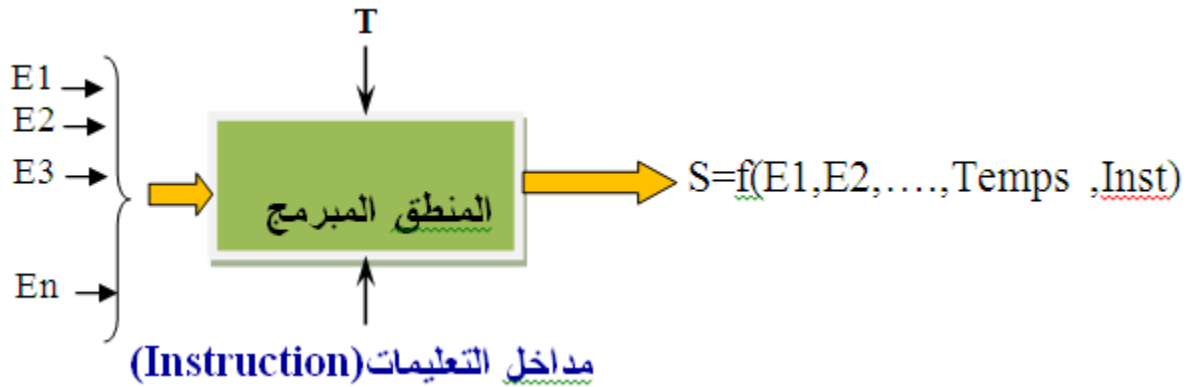 T
E1
E2
E3
En
المنطق المبرمج
S=f(E1,E2,....,Temps ,Inst)
مداخل التعليمات(Instruction)